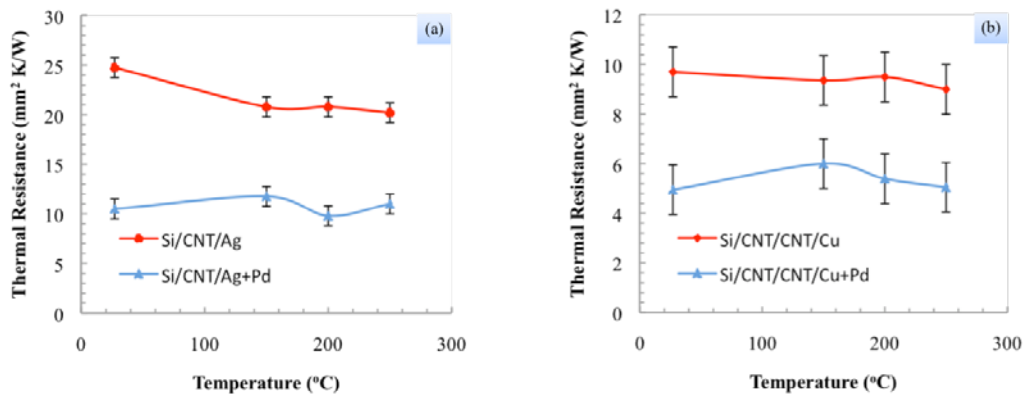 (a)
Thermal Resistance (mm² K/W)
30
25
20
15
10
5
0
Si/CNT/Ag
Si/CNT/Ag+Pd
0 100 200 300
Temperature (ºC)
(b)
Thermal Resistance (mm² K/W)
12
10
8
6
4
2
0
Si/CNT/CNT/Cu
Si/CNT/CNT/Cu+Pd
0 100 200 300
Temperature (ºC)